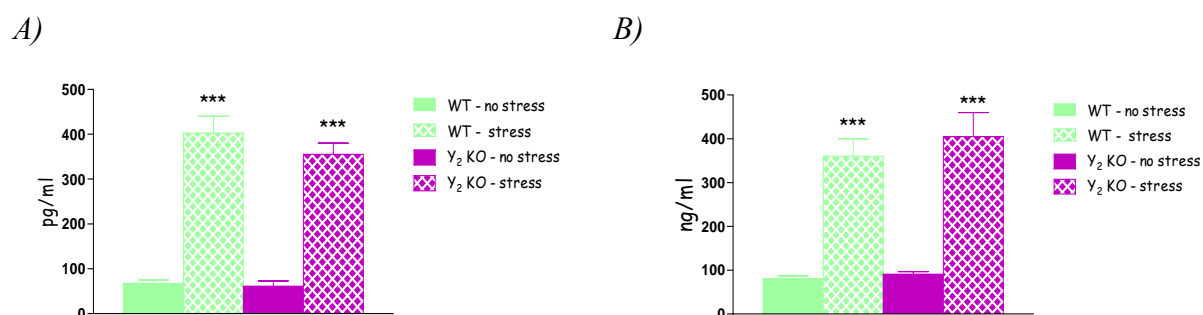 A)
B)
500
400
300
200
100
0
pg/ml
***
***
WT - no stress
WT - stress
Y₂ KO - no stress
Y₂ KO - stress
500
400
300
200
100
0
ng/ml
***
***
WT - no stress
WT - stress
Y₂ KO - no stress
Y₂ KO - stress